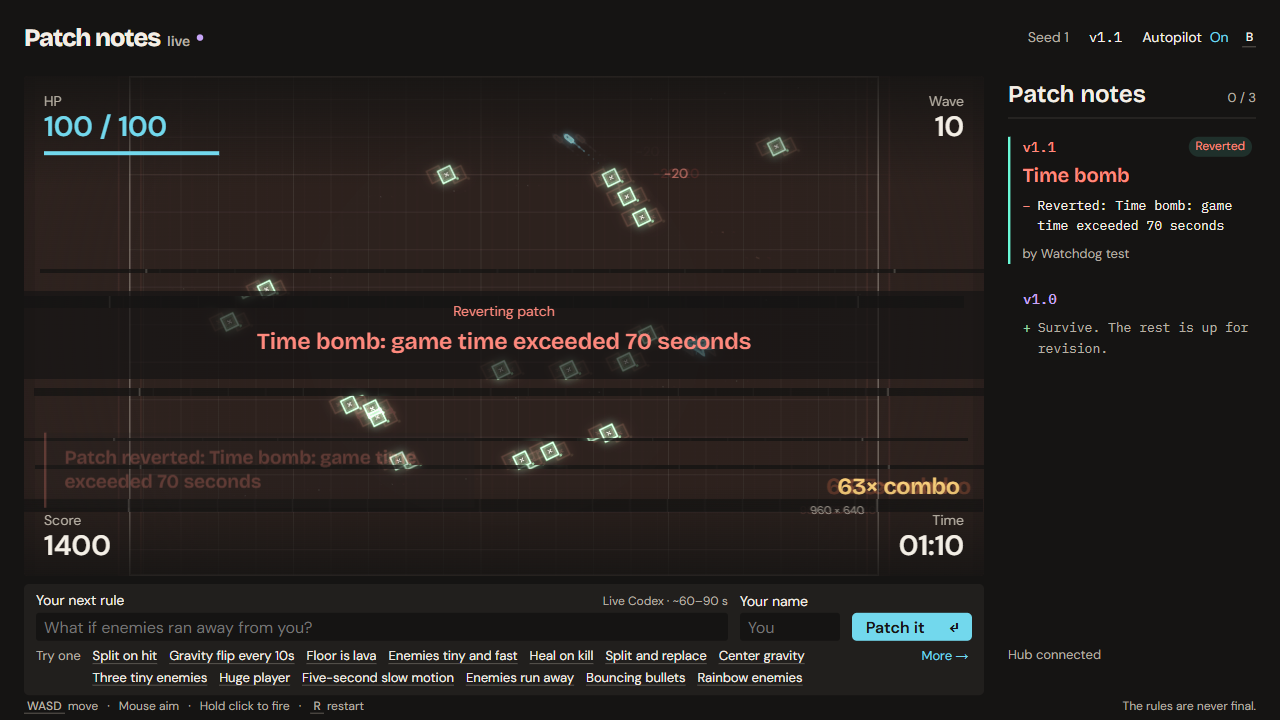 Patch notes live
Seed 1 v1.1 Autopilot On B
HP
100 / 100
Wave
10
-20
Reverting patch
Time bomb: game time exceeded 70 seconds
Patch reverted: Time bomb: game time
exceeded 70 seconds
63× combo
960 × 640
Score
1400
Time
01:10
Patch notes 0 / 3
v1.1 Reverted
Time bomb
– Reverted: Time bomb: game
time exceeded 70 seconds
by Watchdog test
v1.0
+ Survive. The rest is up for
revision.
Your next rule Live Codex · ~60–90 s Your name
What if enemies ran away from you? You Patch it ↵
Try one Split on hit Gravity flip every 10s Floor is lava Enemies tiny and fast Heal on kill Split and replace Center gravity More →
Three tiny enemies Huge player Five-second slow motion Enemies run away Bouncing bullets Rainbow enemies
Hub connected
WASD move · Mouse aim · Hold click to fire · R restart
The rules are never final.